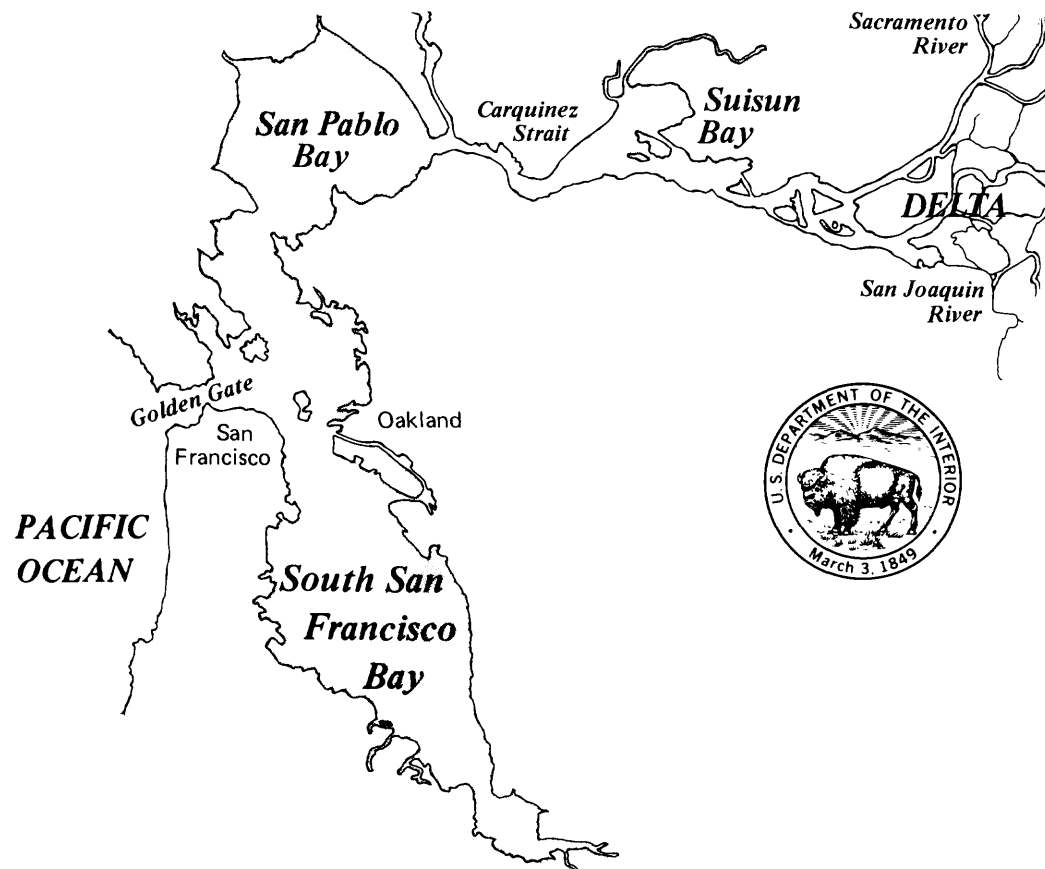 Sacramento
River
Carquinez
Strait
Suisun
Bay
San Pablo
Bay
DELTA
San Joaquin
River
Golden Gate
San
Francisco
Oakland
U.S. DEPARTMENT OF THE INTERIOR
March 3, 1849
PACIFIC
OCEAN
South San
Francisco
Bay